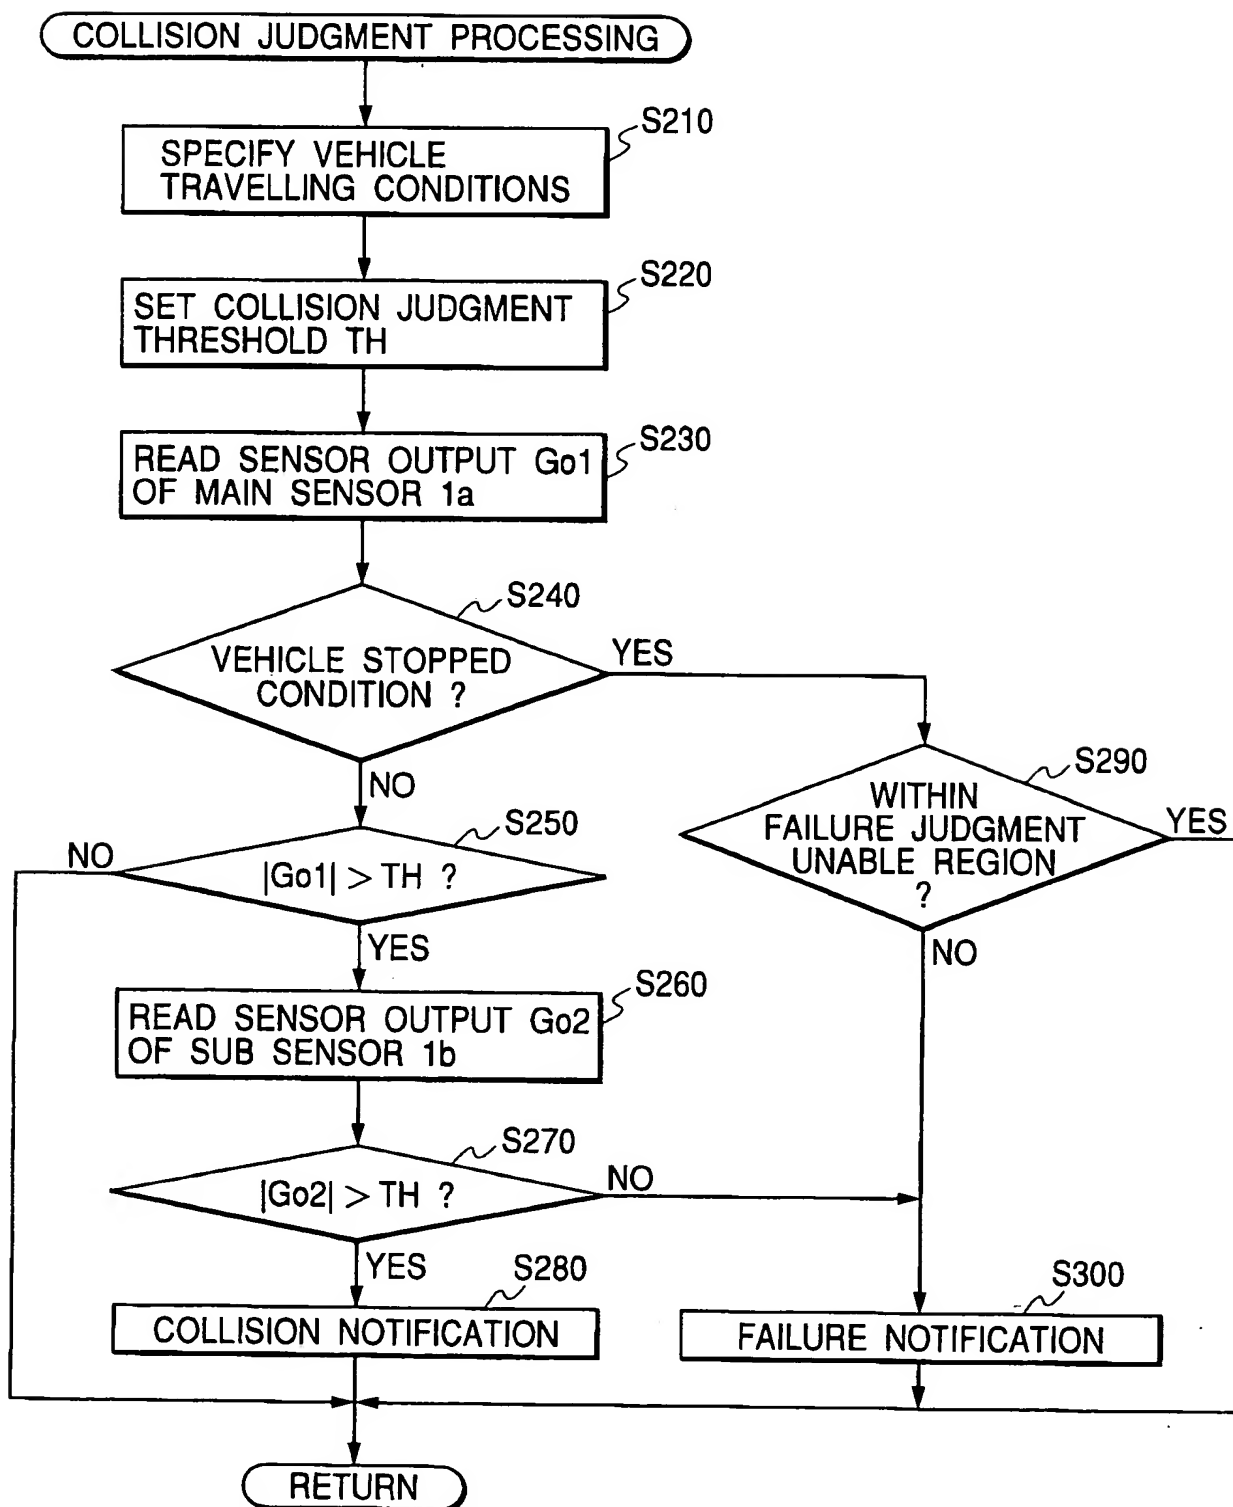 COLLISION JUDGMENT PROCESSING
S210
SPECIFY VEHICLE
TRAVELLING CONDITIONS
S220
SET COLLISION JUDGMENT
THRESHOLD TH
S230
READ SENSOR OUTPUT Go1
OF MAIN SENSOR 1a
S240
VEHICLE STOPPED
CONDITION ?
YES
NO
S290
WITHIN
FAILURE JUDGMENT
UNABLE REGION
?
YES
NO
S250
|Go1| > TH ?
NO
YES
S260
READ SENSOR OUTPUT Go2
OF SUB SENSOR 1b
S270
|Go2| > TH ?
NO
YES
S280
COLLISION NOTIFICATION
S300
FAILURE NOTIFICATION
RETURN